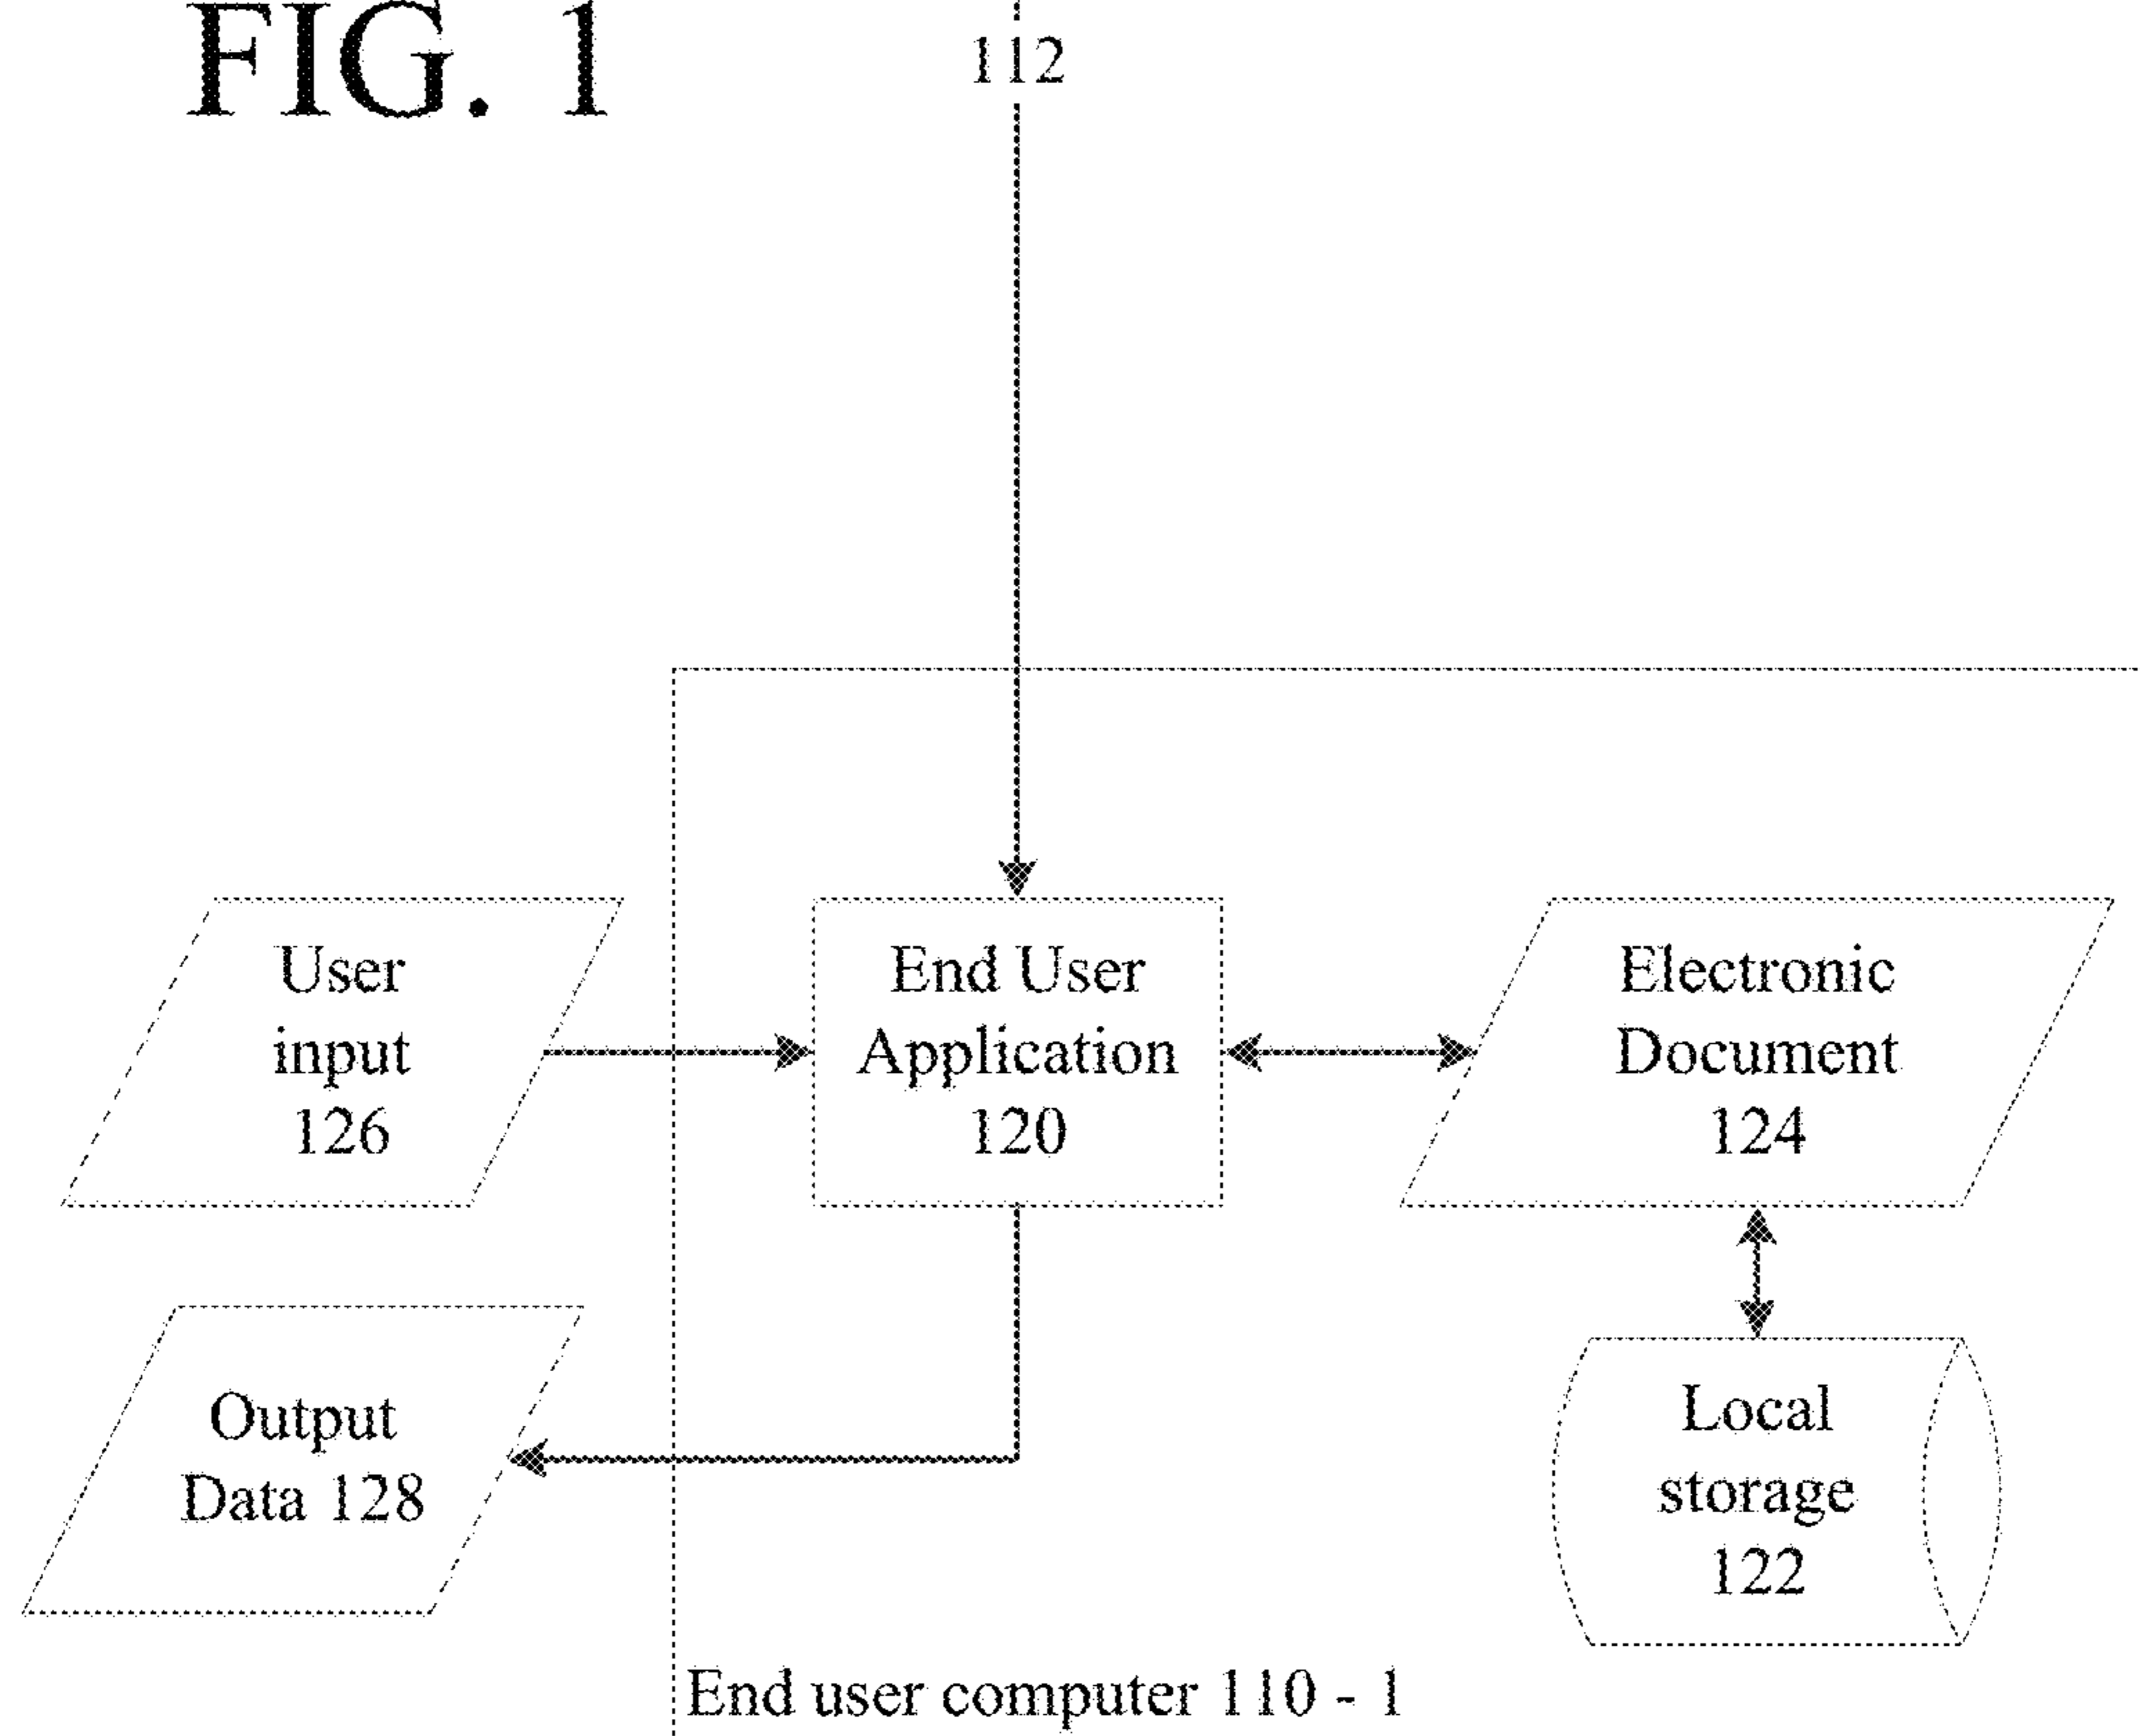 FIG. 1
112
User
input
126
End User
Application
120
Electronic
Document
124
Output
Data 128
Local
storage
122
End user computer 110 - 1